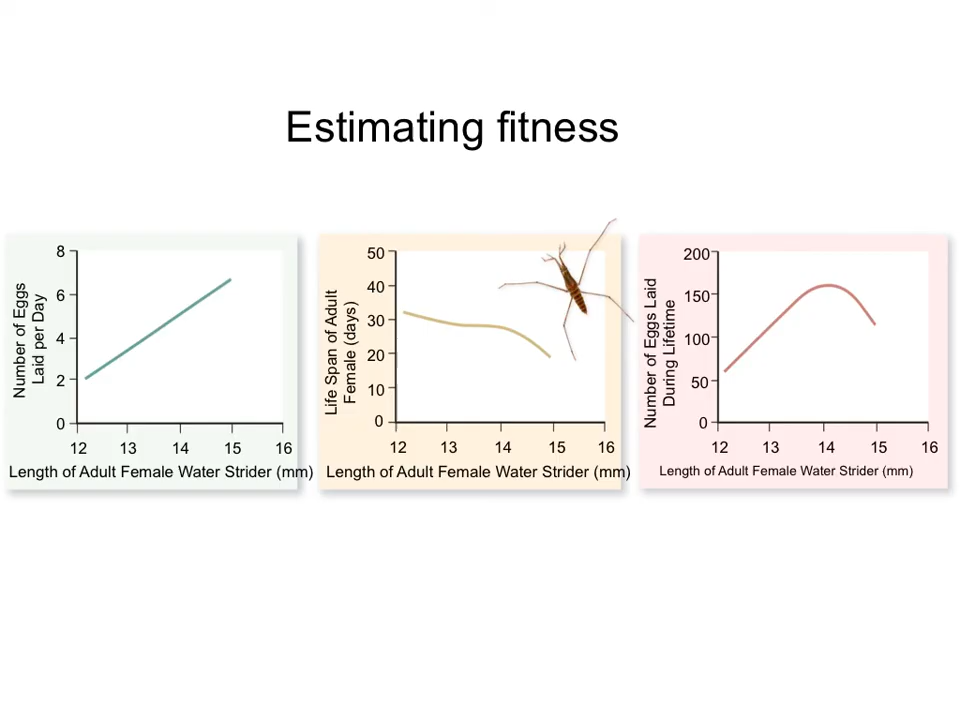 Estimating fitness
Number of Eggs
Laid per Day
8
6
4
2
0
12 13 14 15 16
Length of Adult Female Water Strider (mm)
Life Span of Adult
Female (days)
50
40
30
20
10
0
12 13 14 15 16
Length of Adult Female Water Strider (mm)
Number of Eggs Laid
During Lifetime
200
150
100
50
0
12 13 14 15 16
Length of Adult Female Water Strider (mm)